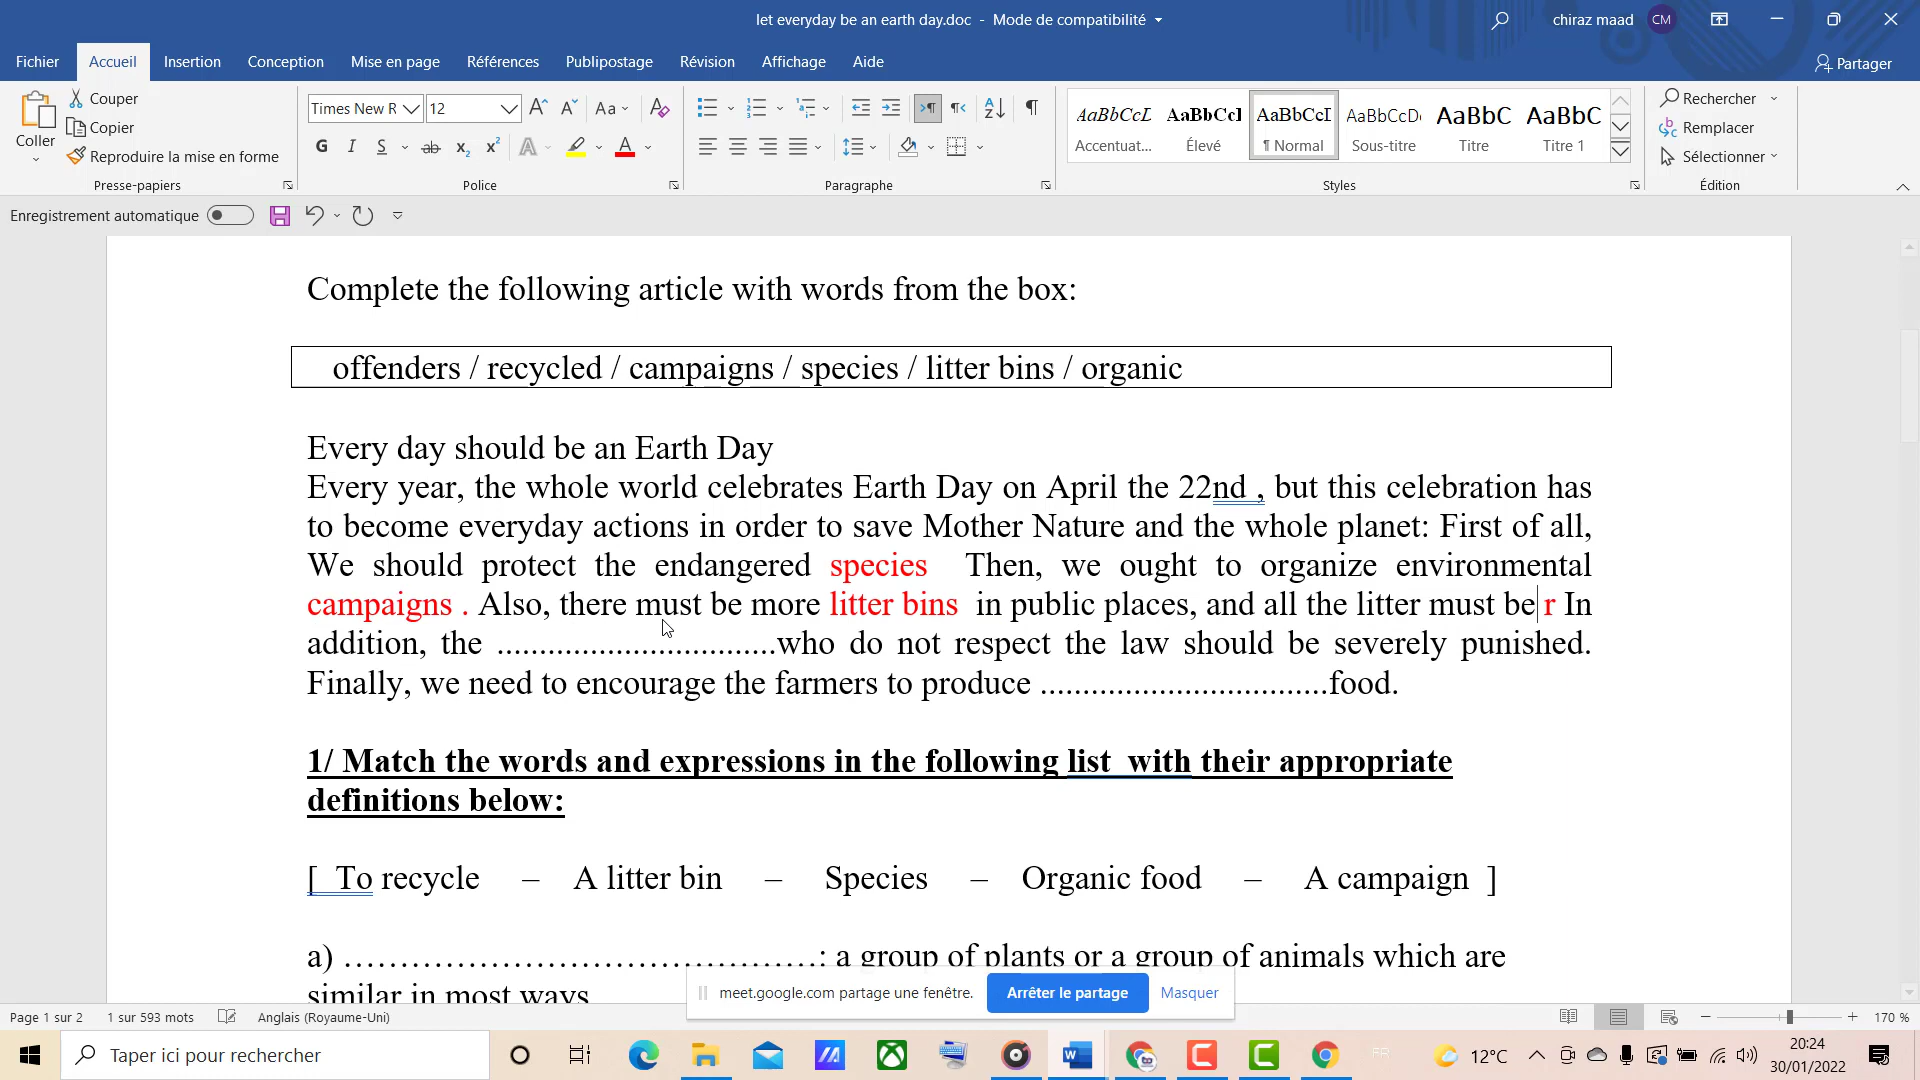 let everyday be an earth day.doc - Mode de compatibilité
chiraz maad CM
Fichier Accueil Insertion Conception Mise en page Références Publipostage Révision Affichage Aide Partager
Couper
Copier
Coller
Reproduire la mise en forme
Presse-papiers
Times New R 12
Police
Paragraphe
AaBbCcL AaBbCcI AaBbCcI AaBbCcDc AaBbC AaBbC
Accentuat... Élevé ¶ Normal Sous-titre Titre Titre 1
Styles
Rechercher
Remplacer
Sélectionner
Édition
Enregistrement automatique
Complete the following article with words from the box:
offenders / recycled / campaigns / species / litter bins / organic
Every day should be an Earth Day
Every year, the whole world celebrates Earth Day on April the 22nd , but this celebration has
to become everyday actions in order to save Mother Nature and the whole planet: First of all,
We should protect the endangered species Then, we ought to organize environmental
campaigns . Also, there must be more litter bins in public places, and all the litter must be r In
addition, the .................................who do not respect the law should be severely punished.
Finally, we need to encourage the farmers to produce ..................................food.
1/ Match the words and expressions in the following list with their appropriate
definitions below:
[ To recycle – A litter bin – Species – Organic food – A campaign ]
a) …………………………………………: a group of plants or a group of animals which are
similar in most ways
meet.google.com partage une fenêtre. Arrêter le partage Masquer
Page 1 sur 2 1 sur 593 mots Anglais (Royaume-Uni) 170 %
Taper ici pour rechercher
12°C
20:24
30/01/2022